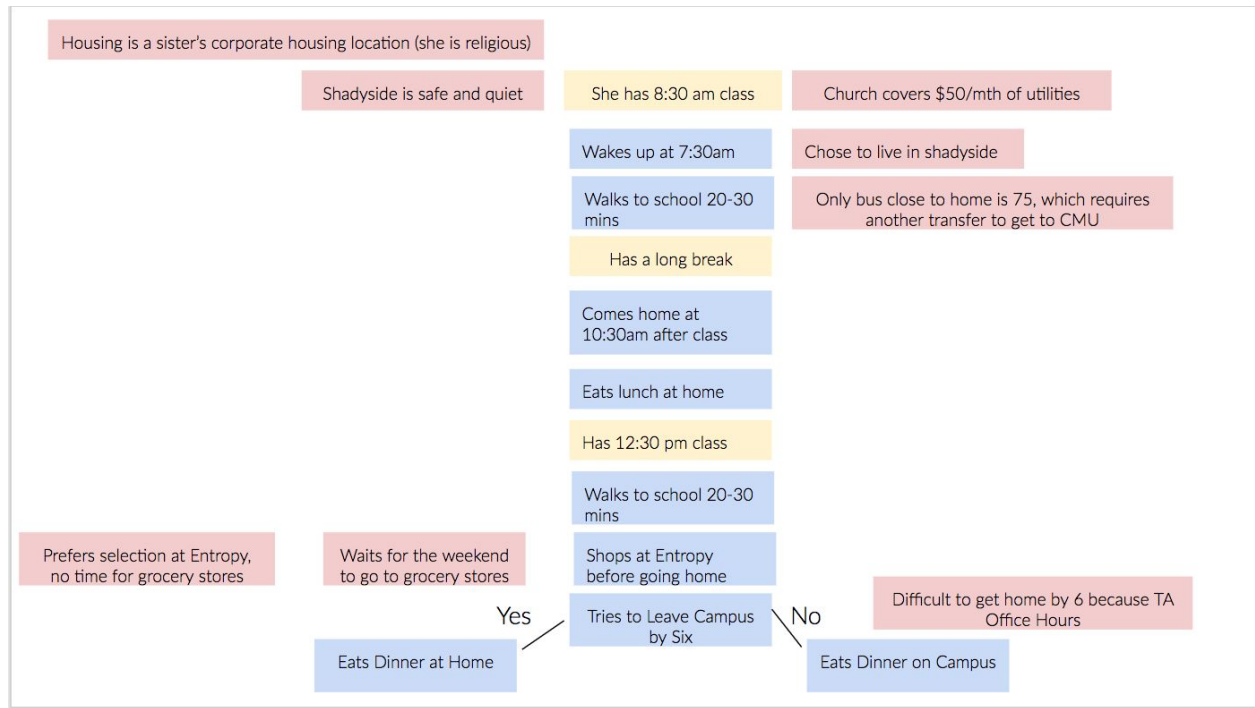 Housing is a sister's corporate housing location (she is religious)
Shadyside is safe and quiet
She has 8:30 am class
Church covers $50/mth of utilities
Wakes up at 7:30am
Chose to live in shadyside
Walks to school 20-30
mins
Only bus close to home is 75, which requires
another transfer to get to CMU
Has a long break
Comes home at
10:30am after class
Eats lunch at home
Has 12:30 pm class
Walks to school 20-30
mins
Prefers selection at Entropy,
no time for grocery stores
Waits for the weekend
to go to grocery stores
Shops at Entropy
before going home
Difficult to get home by 6 because TA
Office Hours
Yes
Tries to Leave Campus
by Six
No
Eats Dinner at Home
Eats Dinner on Campus